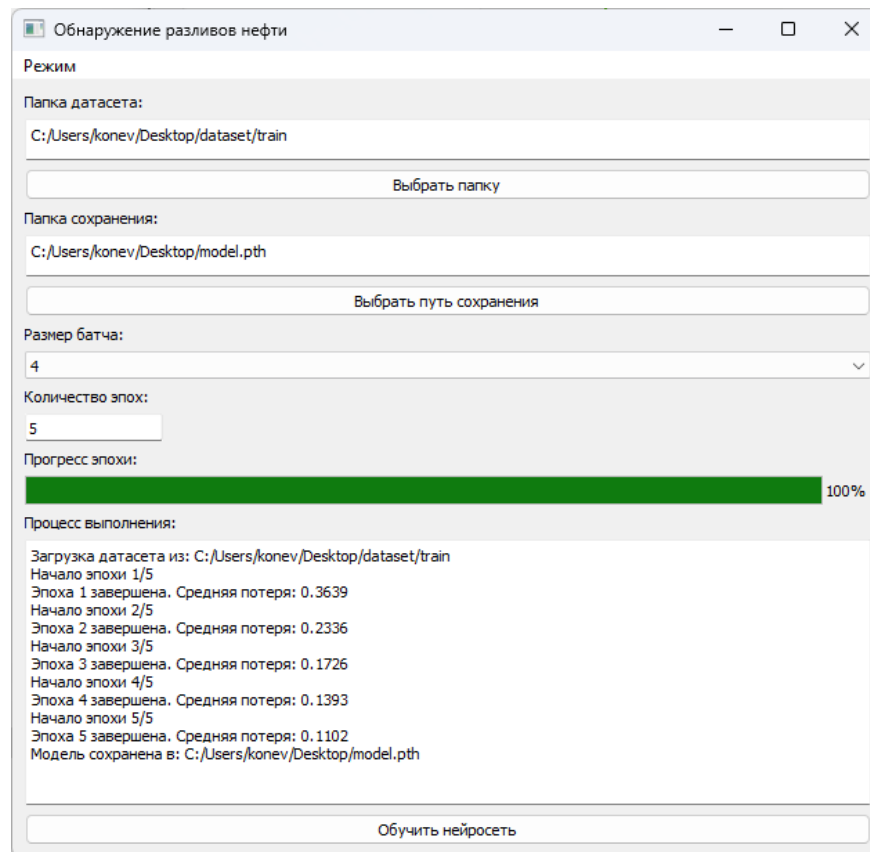 Обнаружение разливов нефти
Режим
Папка датасета:
C:/Users/konev/Desktop/dataset/train
Выбрать папку
Папка сохранения:
C:/Users/konev/Desktop/model.pth
Выбрать путь сохранения
Размер батча:
4
Количество эпох:
5
Прогресс эпохи:
100%
Процесс выполнения:
Загрузка датасета из: C:/Users/konev/Desktop/dataset/train
Начало эпохи 1/5
Эпоха 1 завершена. Средняя потеря: 0.3639
Начало эпохи 2/5
Эпоха 2 завершена. Средняя потеря: 0.2336
Начало эпохи 3/5
Эпоха 3 завершена. Средняя потеря: 0.1726
Начало эпохи 4/5
Эпоха 4 завершена. Средняя потеря: 0.1393
Начало эпохи 5/5
Эпоха 5 завершена. Средняя потеря: 0.1102
Модель сохранена в: C:/Users/konev/Desktop/model.pth
Обучить нейросеть